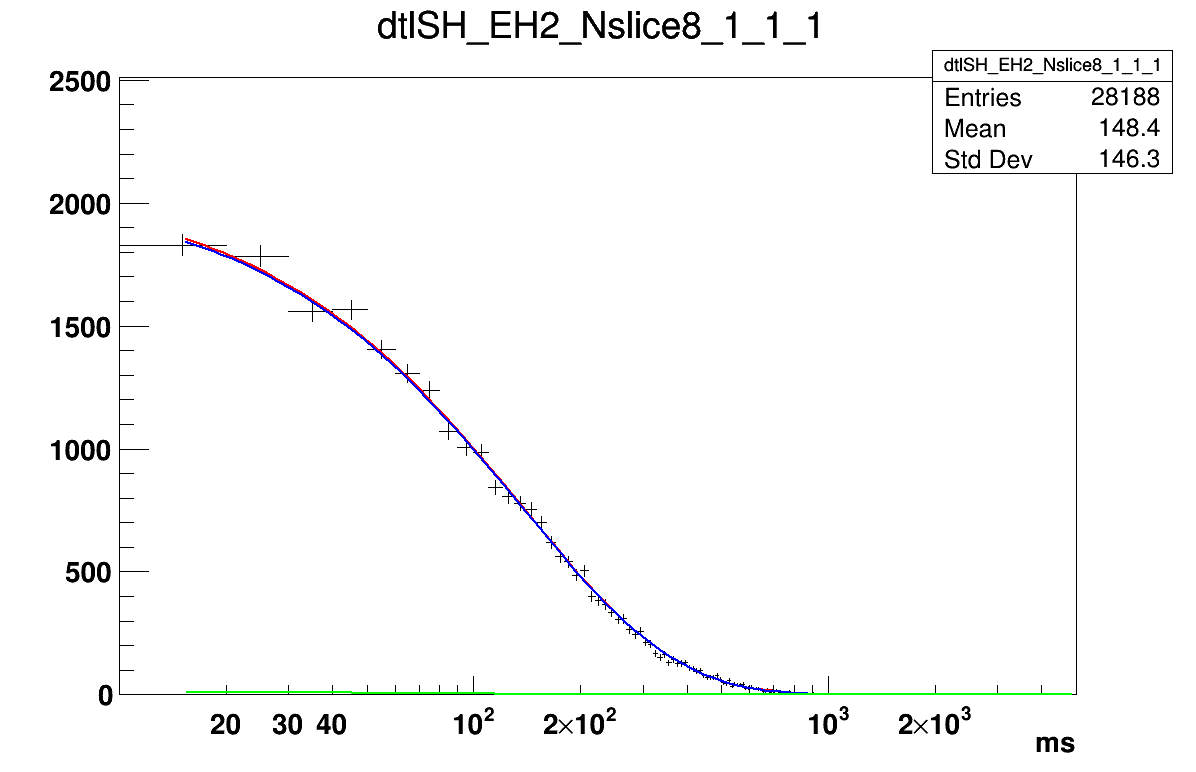 dtlSH_EH2_Nslice8_1_1_1
dtlSH_EH2_Nslice8_1_1_1
Entries 28188
Mean 148.4
Std Dev 146.3
2500
2000
1500
1000
500
0
20 30 40 10² 2×10² 10³ 2×10³
ms